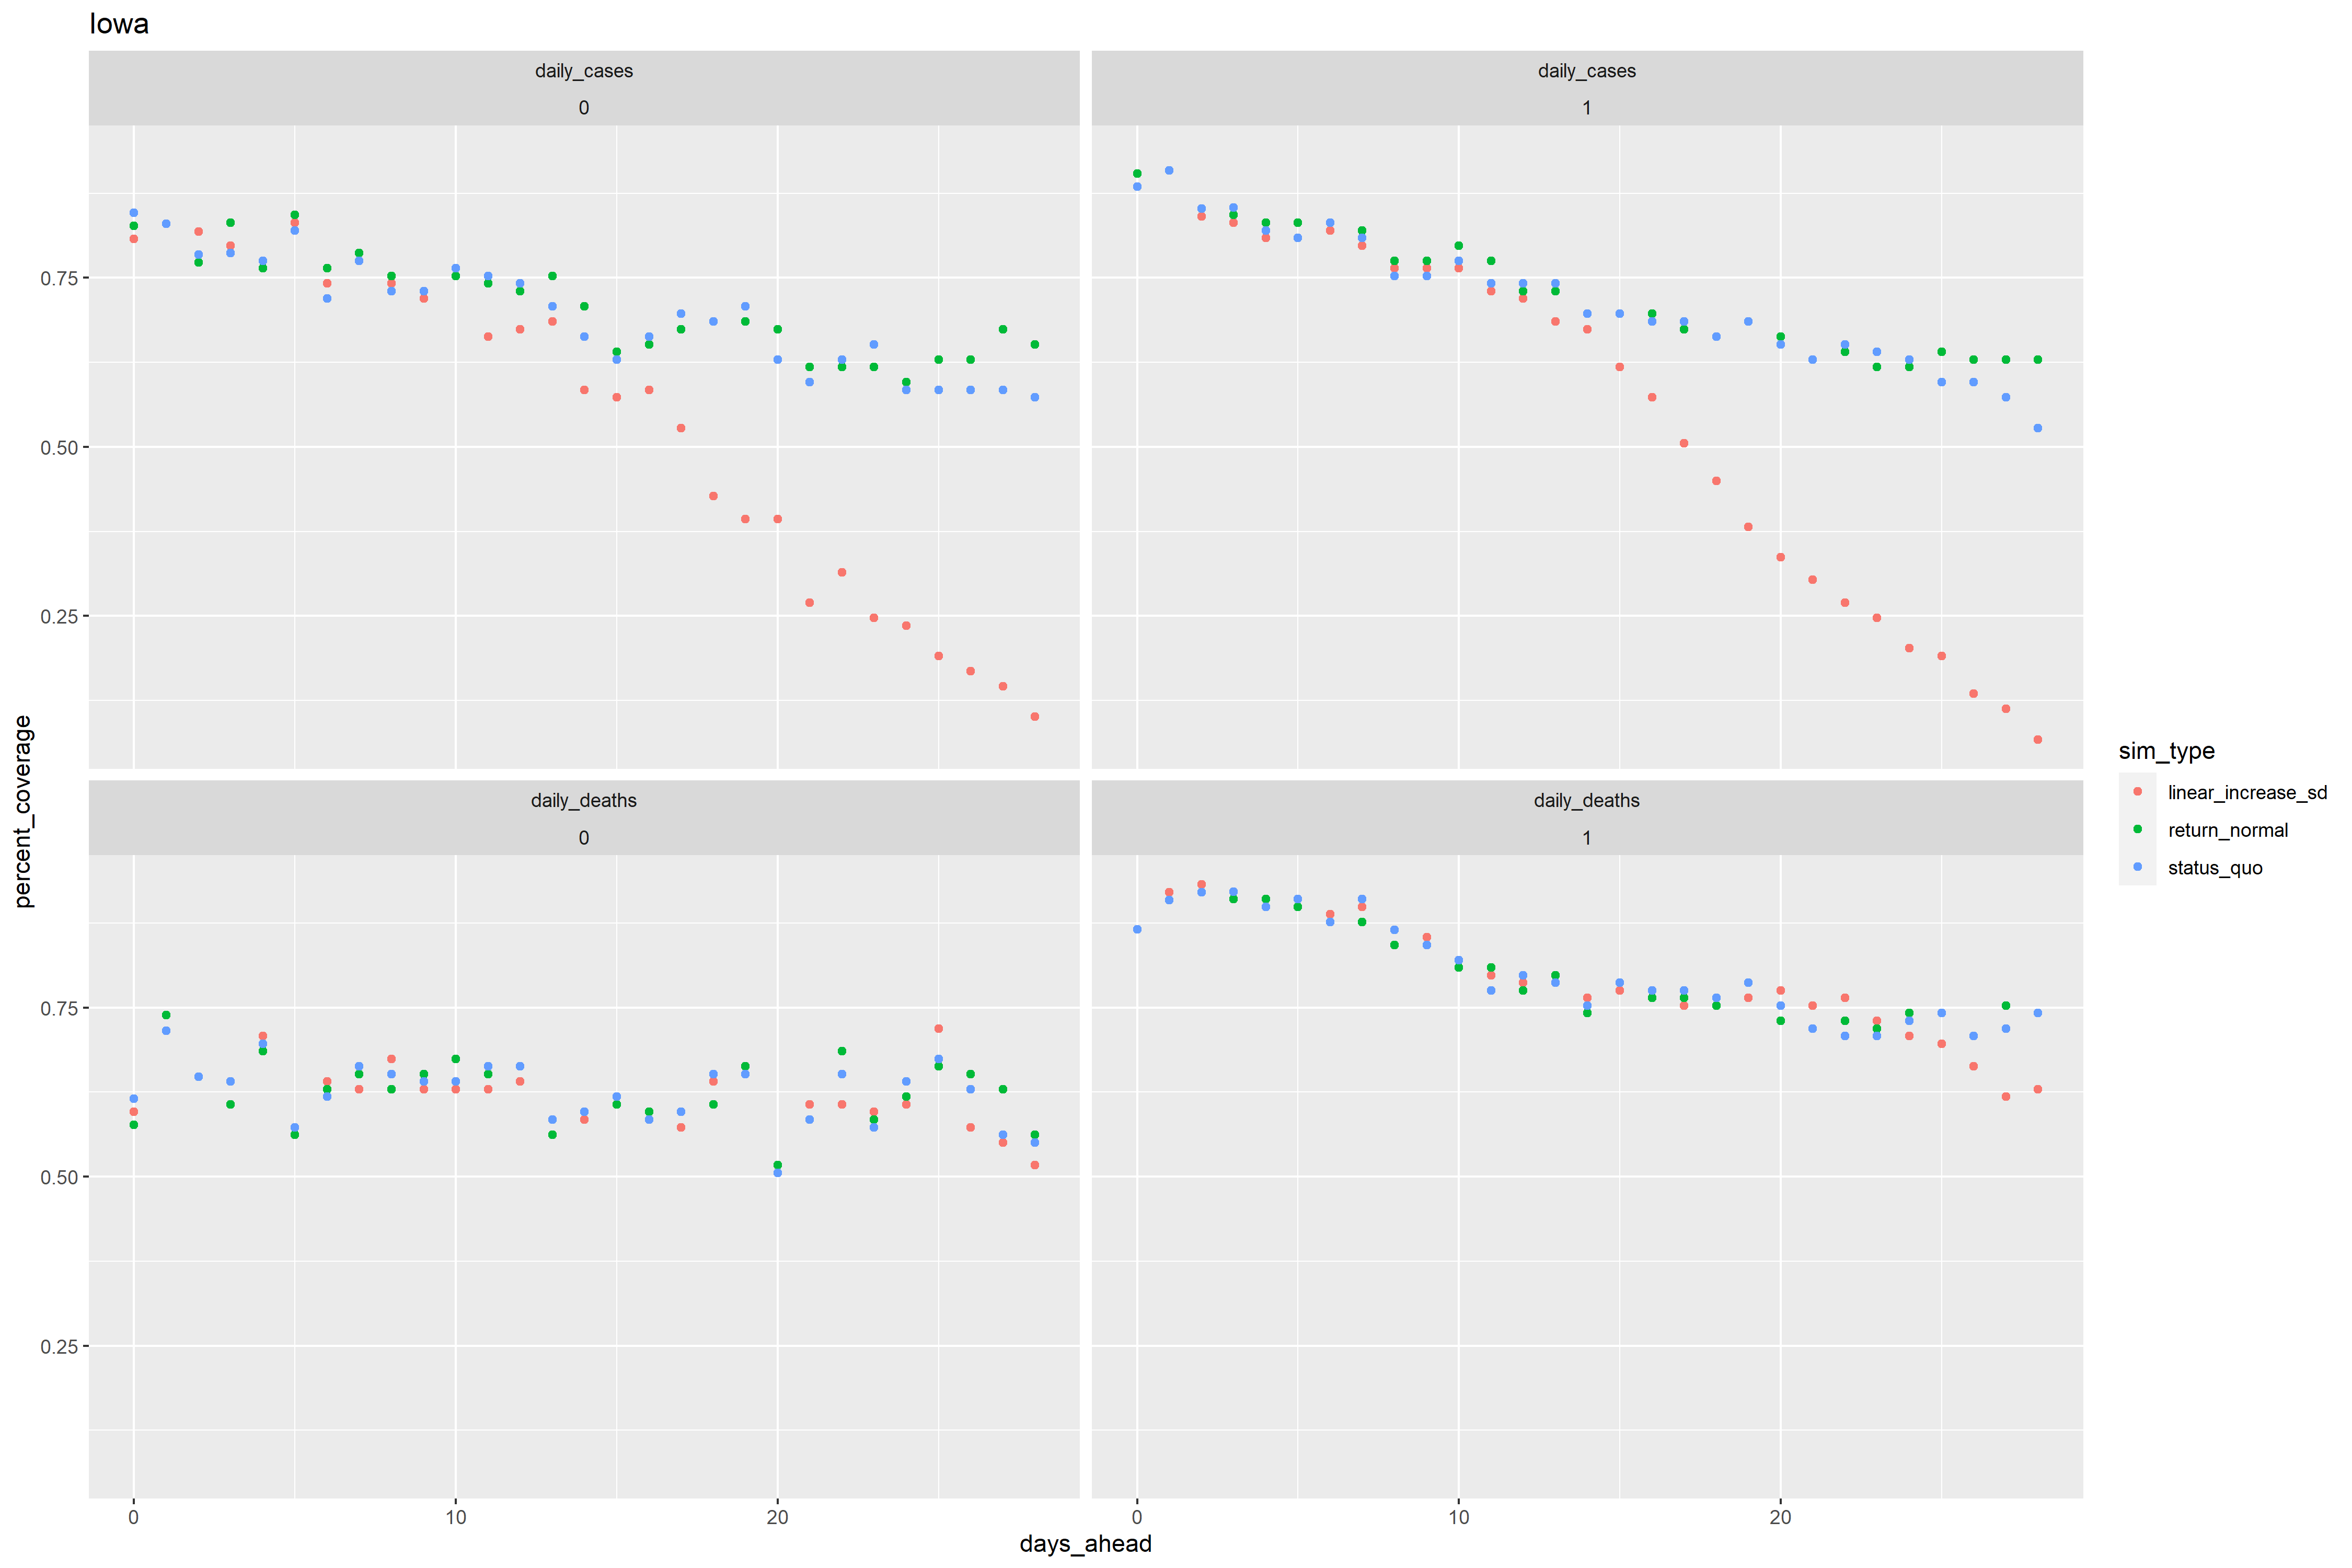 Iowa
daily_cases
0
daily_cases
1
0.75
0.50
0.25
daily_deaths
0
daily_deaths
1
0.75
0.50
0.25
0
10
20
0
10
20
days_ahead
percent_coverage
sim_type
linear_increase_sd
return_normal
status_quo